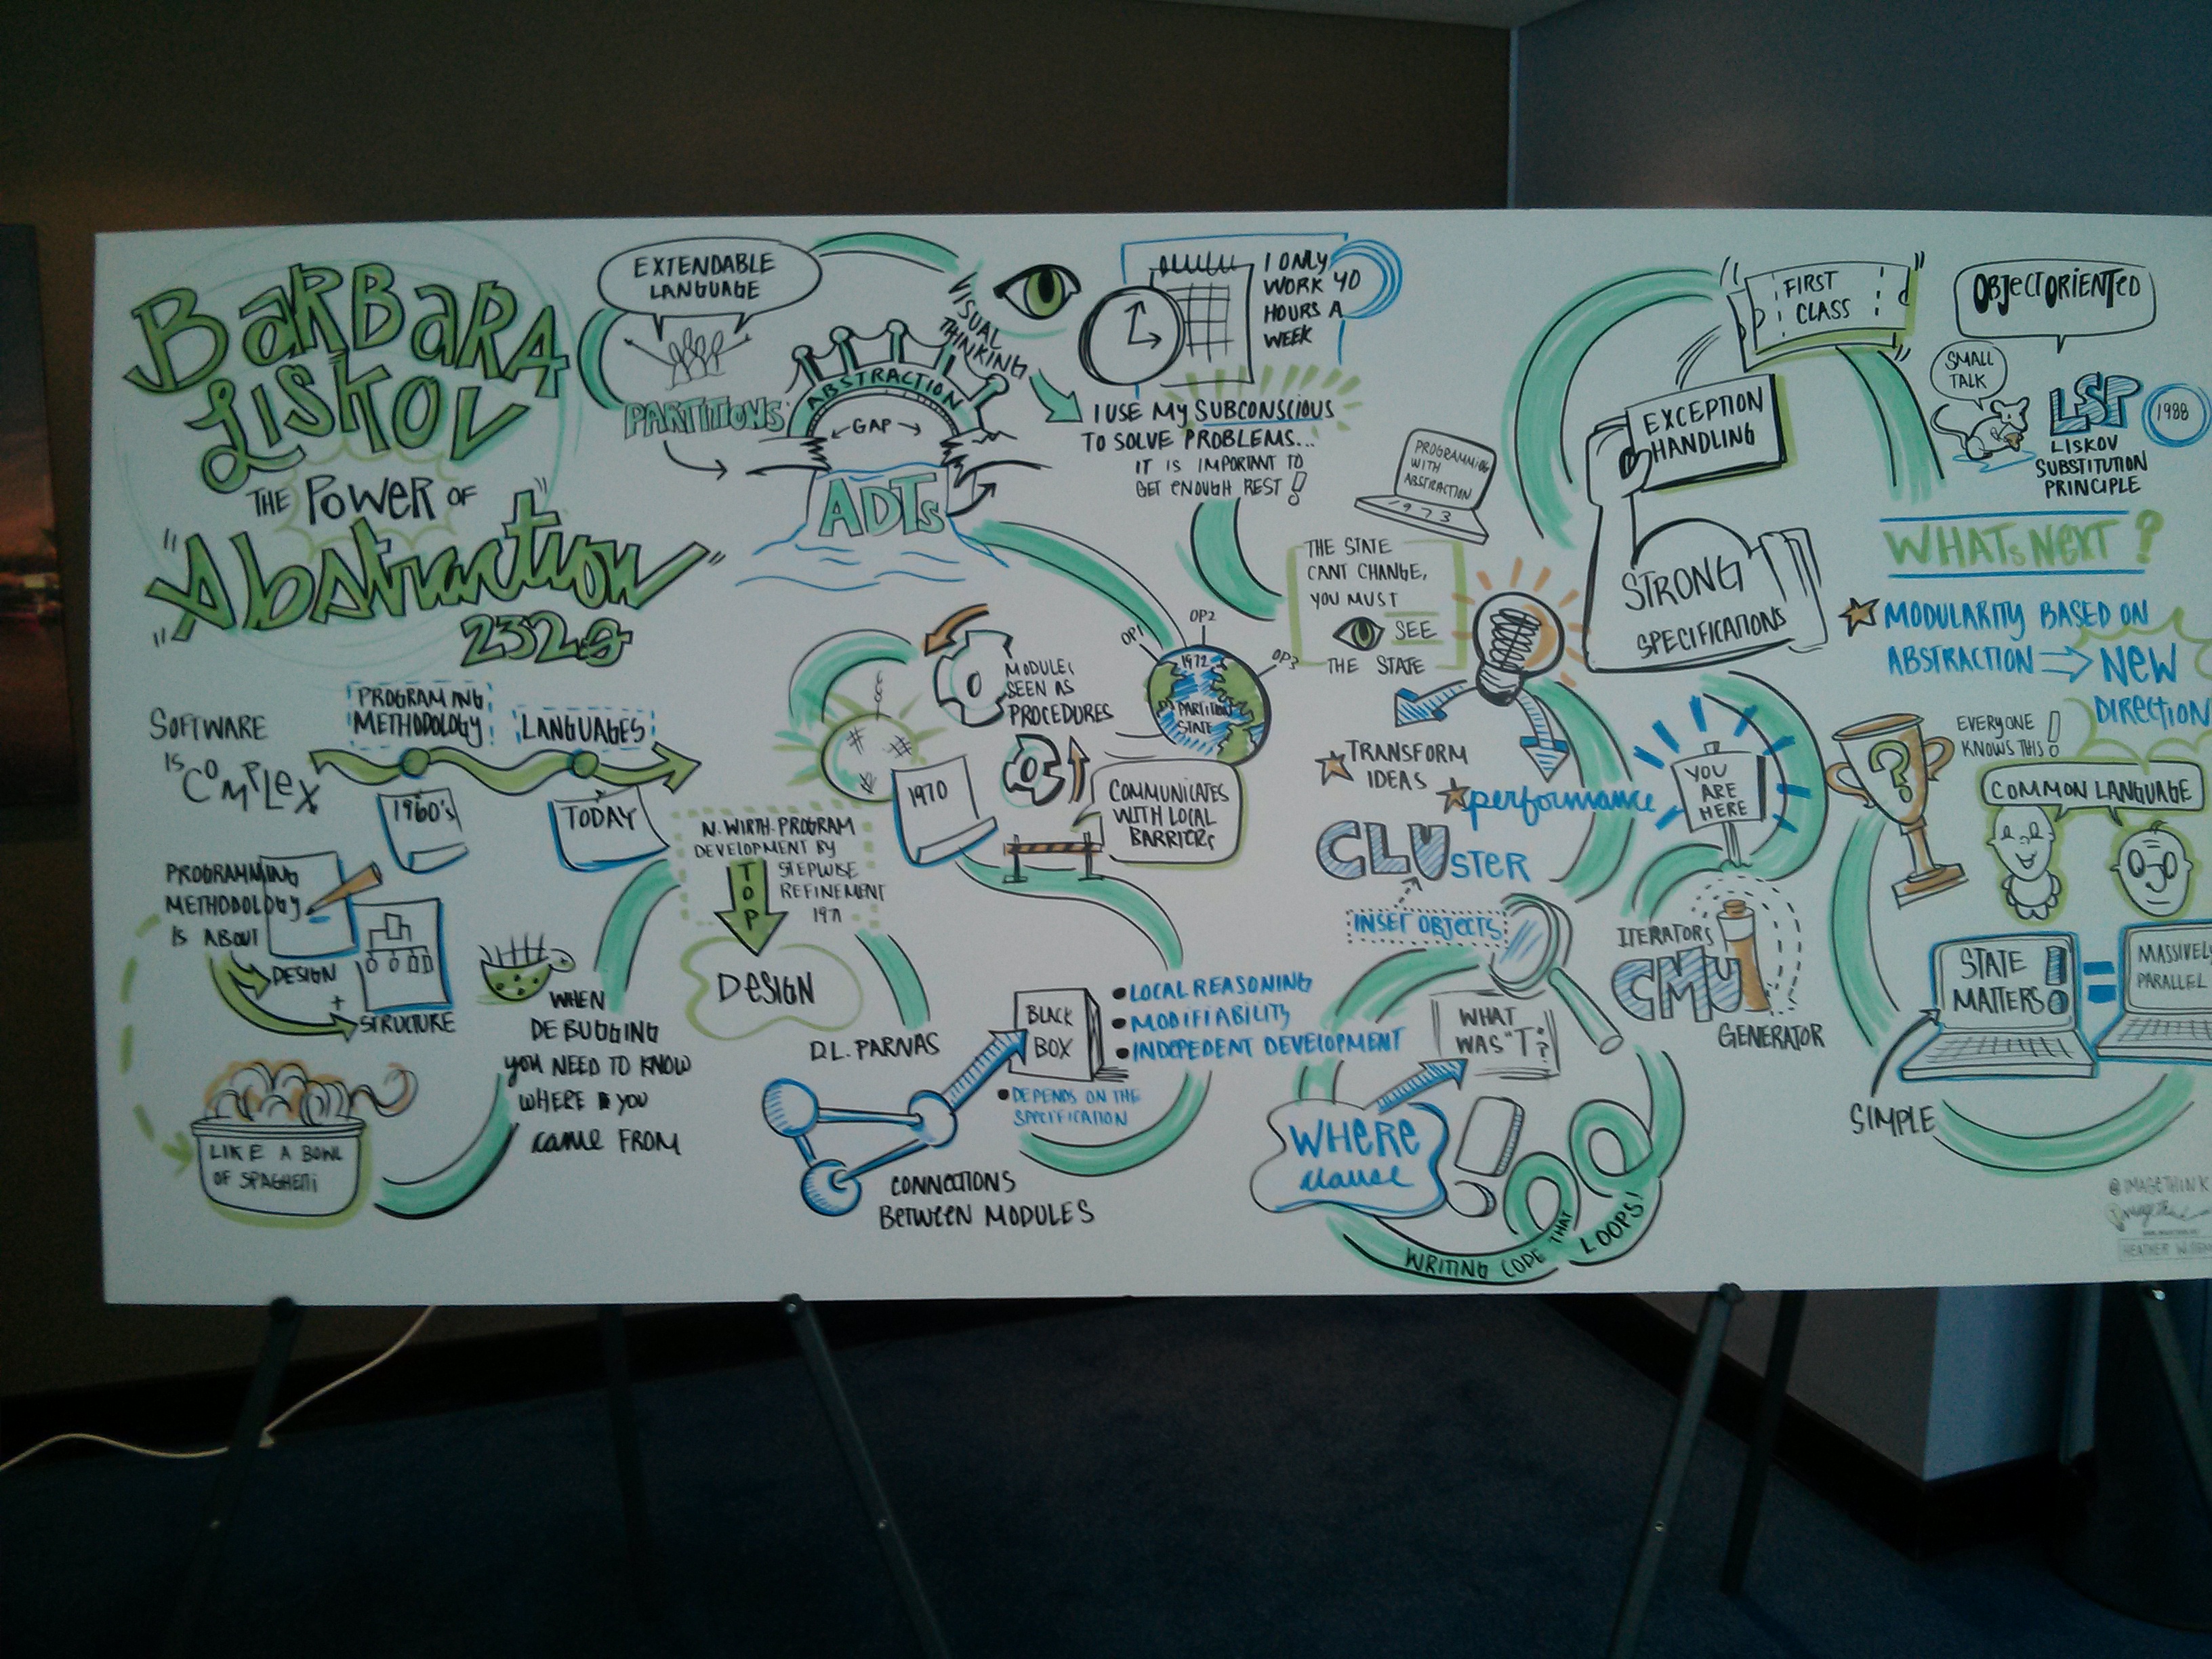 BARBARA
LISKOV
THE POWER OF
"Abstraction"
EXTENDABLE
LANGUAGE
PARTITIONS
ABSTRACTION
GAP
ADTs
VISUAL
THINKING
I ONLY
WORK 40
HOURS A
WEEK
I USE MY SUBCONSCIOUS
TO SOLVE PROBLEMS...
IT IS IMPORTANT TO
GET ENOUGH REST!
SOFTWARE
IS
COMPLEX
PROGRAMING
METHODOLOGY
LANGUAGES
1960's
TODAY
PROGRAMMING
METHODOLOGY
IS ABOUT
DESIGN
+
STRUCTURE
LIKE A BOWL
OF SPAGHETTI
WHEN
DEBUGGING
YOU NEED TO KNOW
WHERE YOU
CAME FROM
N. WIRTH-PROGRAM
DEVELOPMENT BY
STEPWISE
REFINEMENT
1971
TOP
DESIGN
1970
MODULES
SEEN AS
PROCEDURES
COMMUNICATES
WITH LOCAL
BARRIERS
OP1
OP2
OP3
1972
PARTITION
STATE
D.L. PARNAS
BLACK
BOX
• LOCAL REASONING
• MODIFIABILITY
• INDEPEDENT DEVELOPMENT
• DEPENDS ON THE
SPECIFICATION
CONNECTIONS
BETWEEN MODULES
PROGRAMMING
WITH
ABSTRACTION
1973
THE STATE
CANT CHANGE,
YOU MUST
SEE
THE STATE
TRANSFORM
IDEAS
performance
CLUSTER
INSET OBJECTS
WHAT
WAS "T"?
WHERE
clause
WRITING CODE THAT LOOPS!
FIRST
CLASS
EXCEPTION
HANDLING
STRONG
SPECIFICATIONS
YOU
ARE
HERE
ITERATORS
CMU
GENERATOR
OBJECT ORIENTED
SMALL
TALK
LSP
1988
LISKOV
SUBSTITUTION
PRINCIPLE
WHATs NEXT?
MODULARITY BASED ON
ABSTRACTION
NEW
DIRECTION
EVERYONE
KNOWS THIS!
?
COMMON LANGUAGE
STATE
MATTERS!
=
MASSIVELY
PARALLEL
SIMPLE
@IMAGETHINK
HEATHER